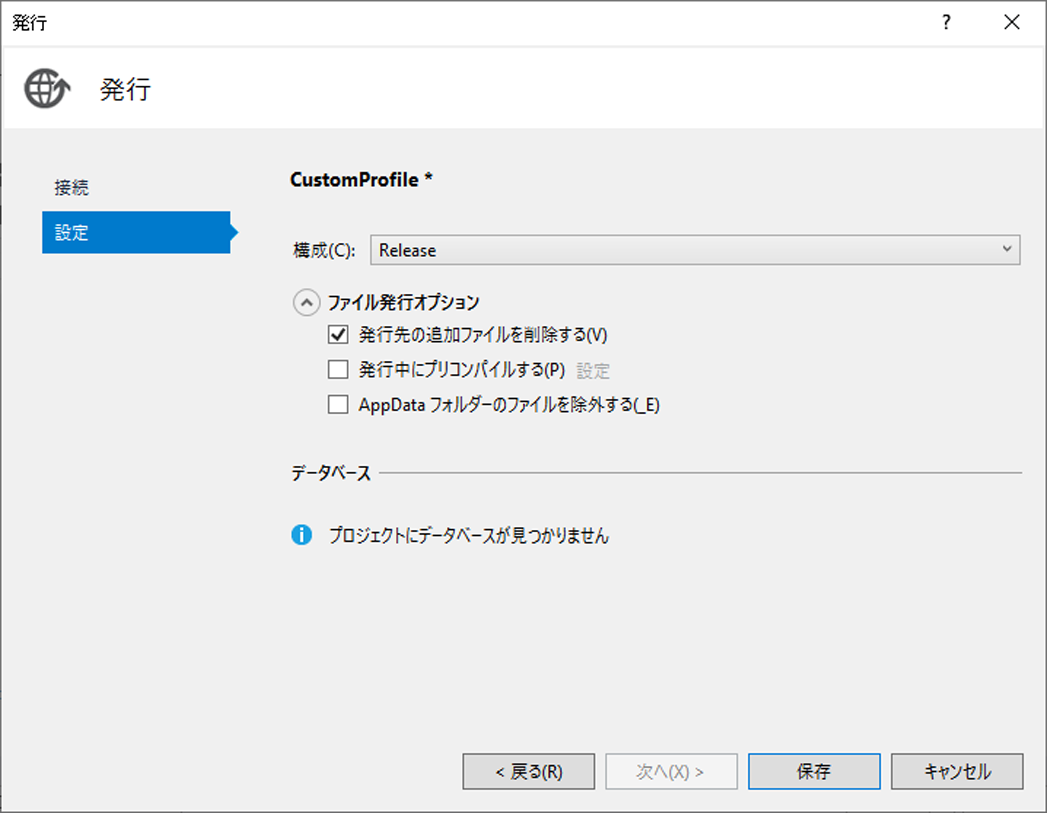 発行
?
発行
接続
設定
CustomProfile *
構成(C): Release
ファイル発行オプション
発行先の追加ファイルを削除する(V)
発行中にプリコンパイルする(P) 設定
AppData フォルダーのファイルを除外する(_E)
データベース
プロジェクトにデータベースが見つかりません
< 戻る(R) 次へ(X) > 保存 キャンセル